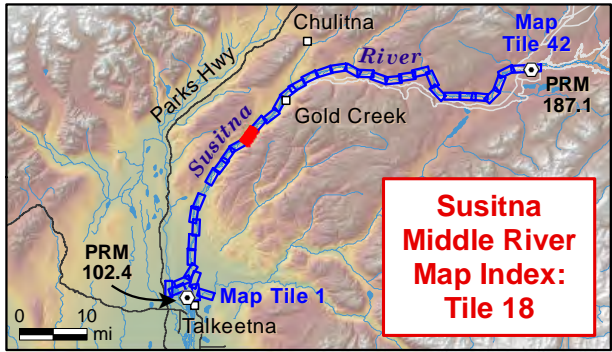 Chulitna
Map
Tile 42
River
Parks Hwy
PRM
187.1
Gold Creek
Susitna
Susitna
Middle River
Map Index:
Tile 18
PRM
102.4
Map Tile 1
0 10
mi
Talkeetna